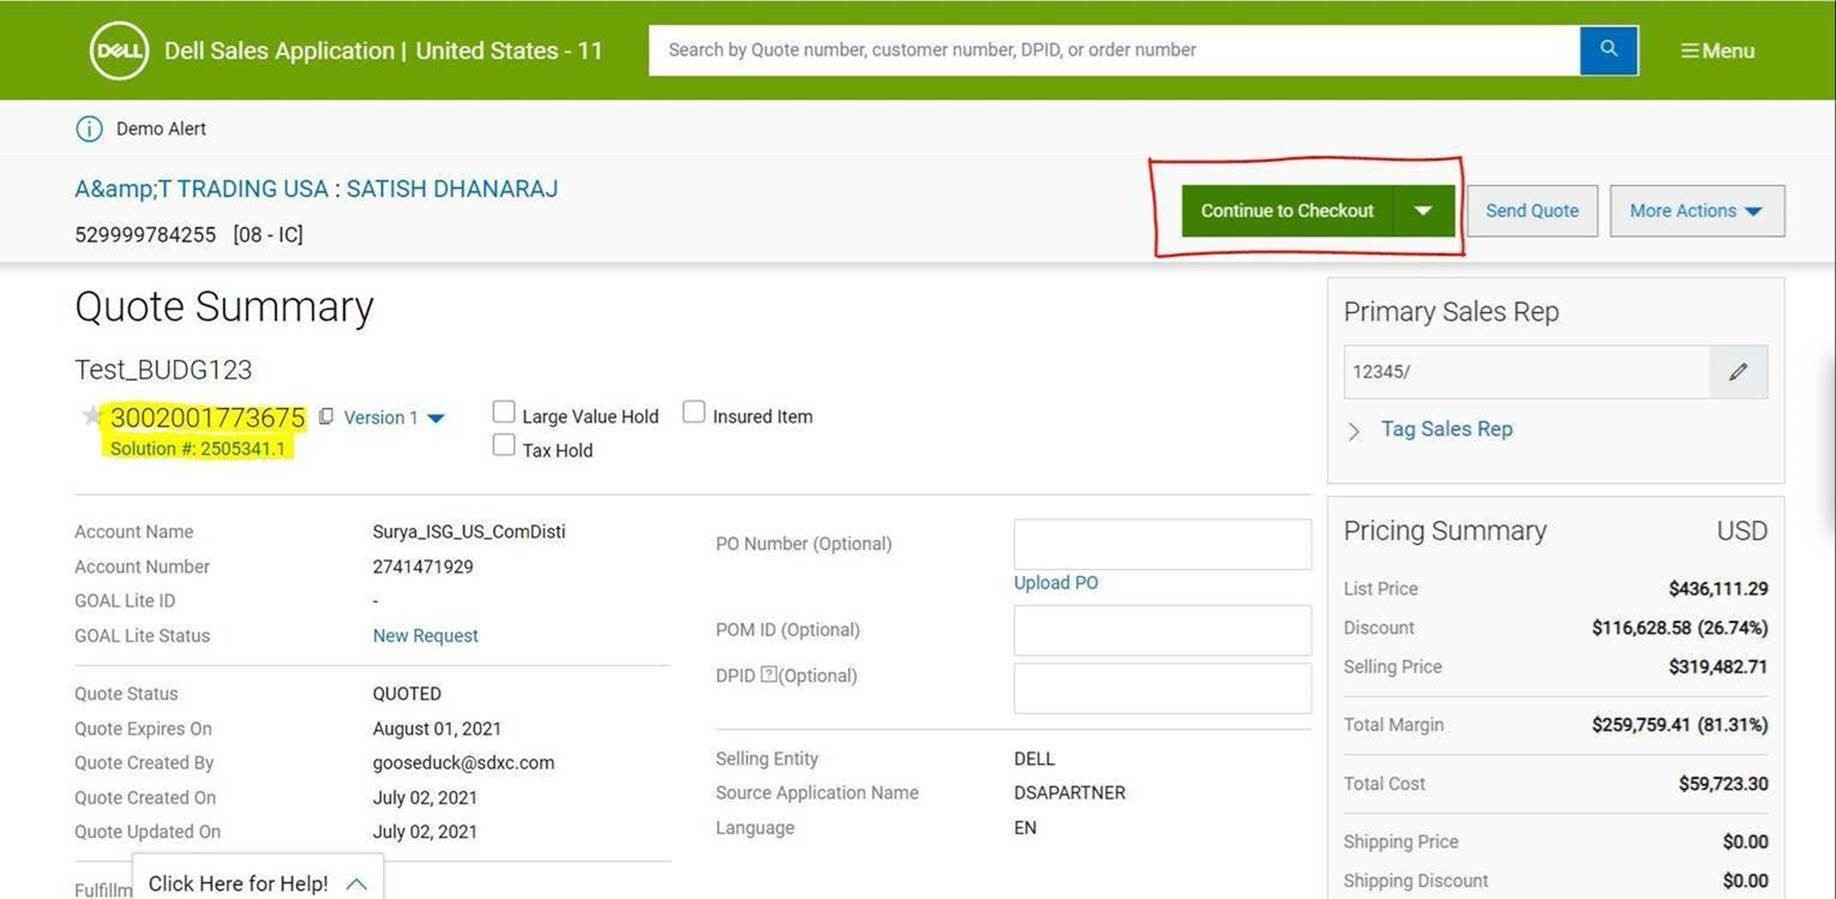 DELL Dell Sales Application | United States - 11
Search by Quote number, customer number, DPID, or order number
Menu
Demo Alert
A&amp;T TRADING USA : SATISH DHANARAJ
529999784255 [08 - IC]
Continue to Checkout
Send Quote
More Actions
Quote Summary
Test_BUDG123
3002001773675
Version 1
Solution #: 2505341.1
Large Value Hold
Insured Item
Tax Hold
Account Name Surya_ISG_US_ComDisti
Account Number 2741471929
GOAL Lite ID -
GOAL Lite Status New Request
Quote Status QUOTED
Quote Expires On August 01, 2021
Quote Created By gooseduck@sdxc.com
Quote Created On July 02, 2021
Quote Updated On July 02, 2021
Fulfillm
Click Here for Help!
PO Number (Optional)
Upload PO
POM ID (Optional)
DPID ?(Optional)
Selling Entity DELL
Source Application Name DSAPARTNER
Language EN
Primary Sales Rep
12345/
Tag Sales Rep
Pricing Summary USD
List Price $436,111.29
Discount $116,628.58 (26.74%)
Selling Price $319,482.71
Total Margin $259,759.41 (81.31%)
Total Cost $59,723.30
Shipping Price $0.00
Shipping Discount $0.00